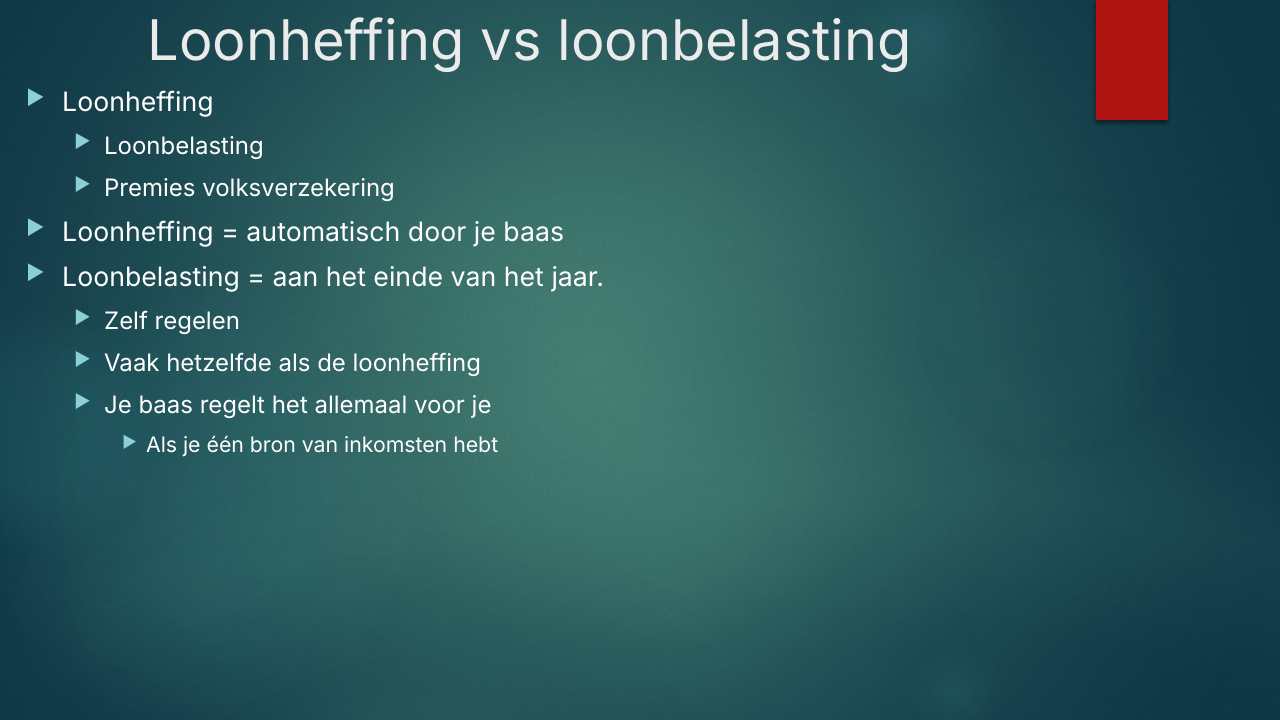 Loonheffing vs loonbelasting
Loonheffing
Loonbelasting
Premies volksverzekering
Loonheffing = automatisch door je baas
Loonbelasting = aan het einde van het jaar.
Zelf regelen
Vaak hetzelfde als de loonheffing
Je baas regelt het allemaal voor je
Als je één bron van inkomsten hebt